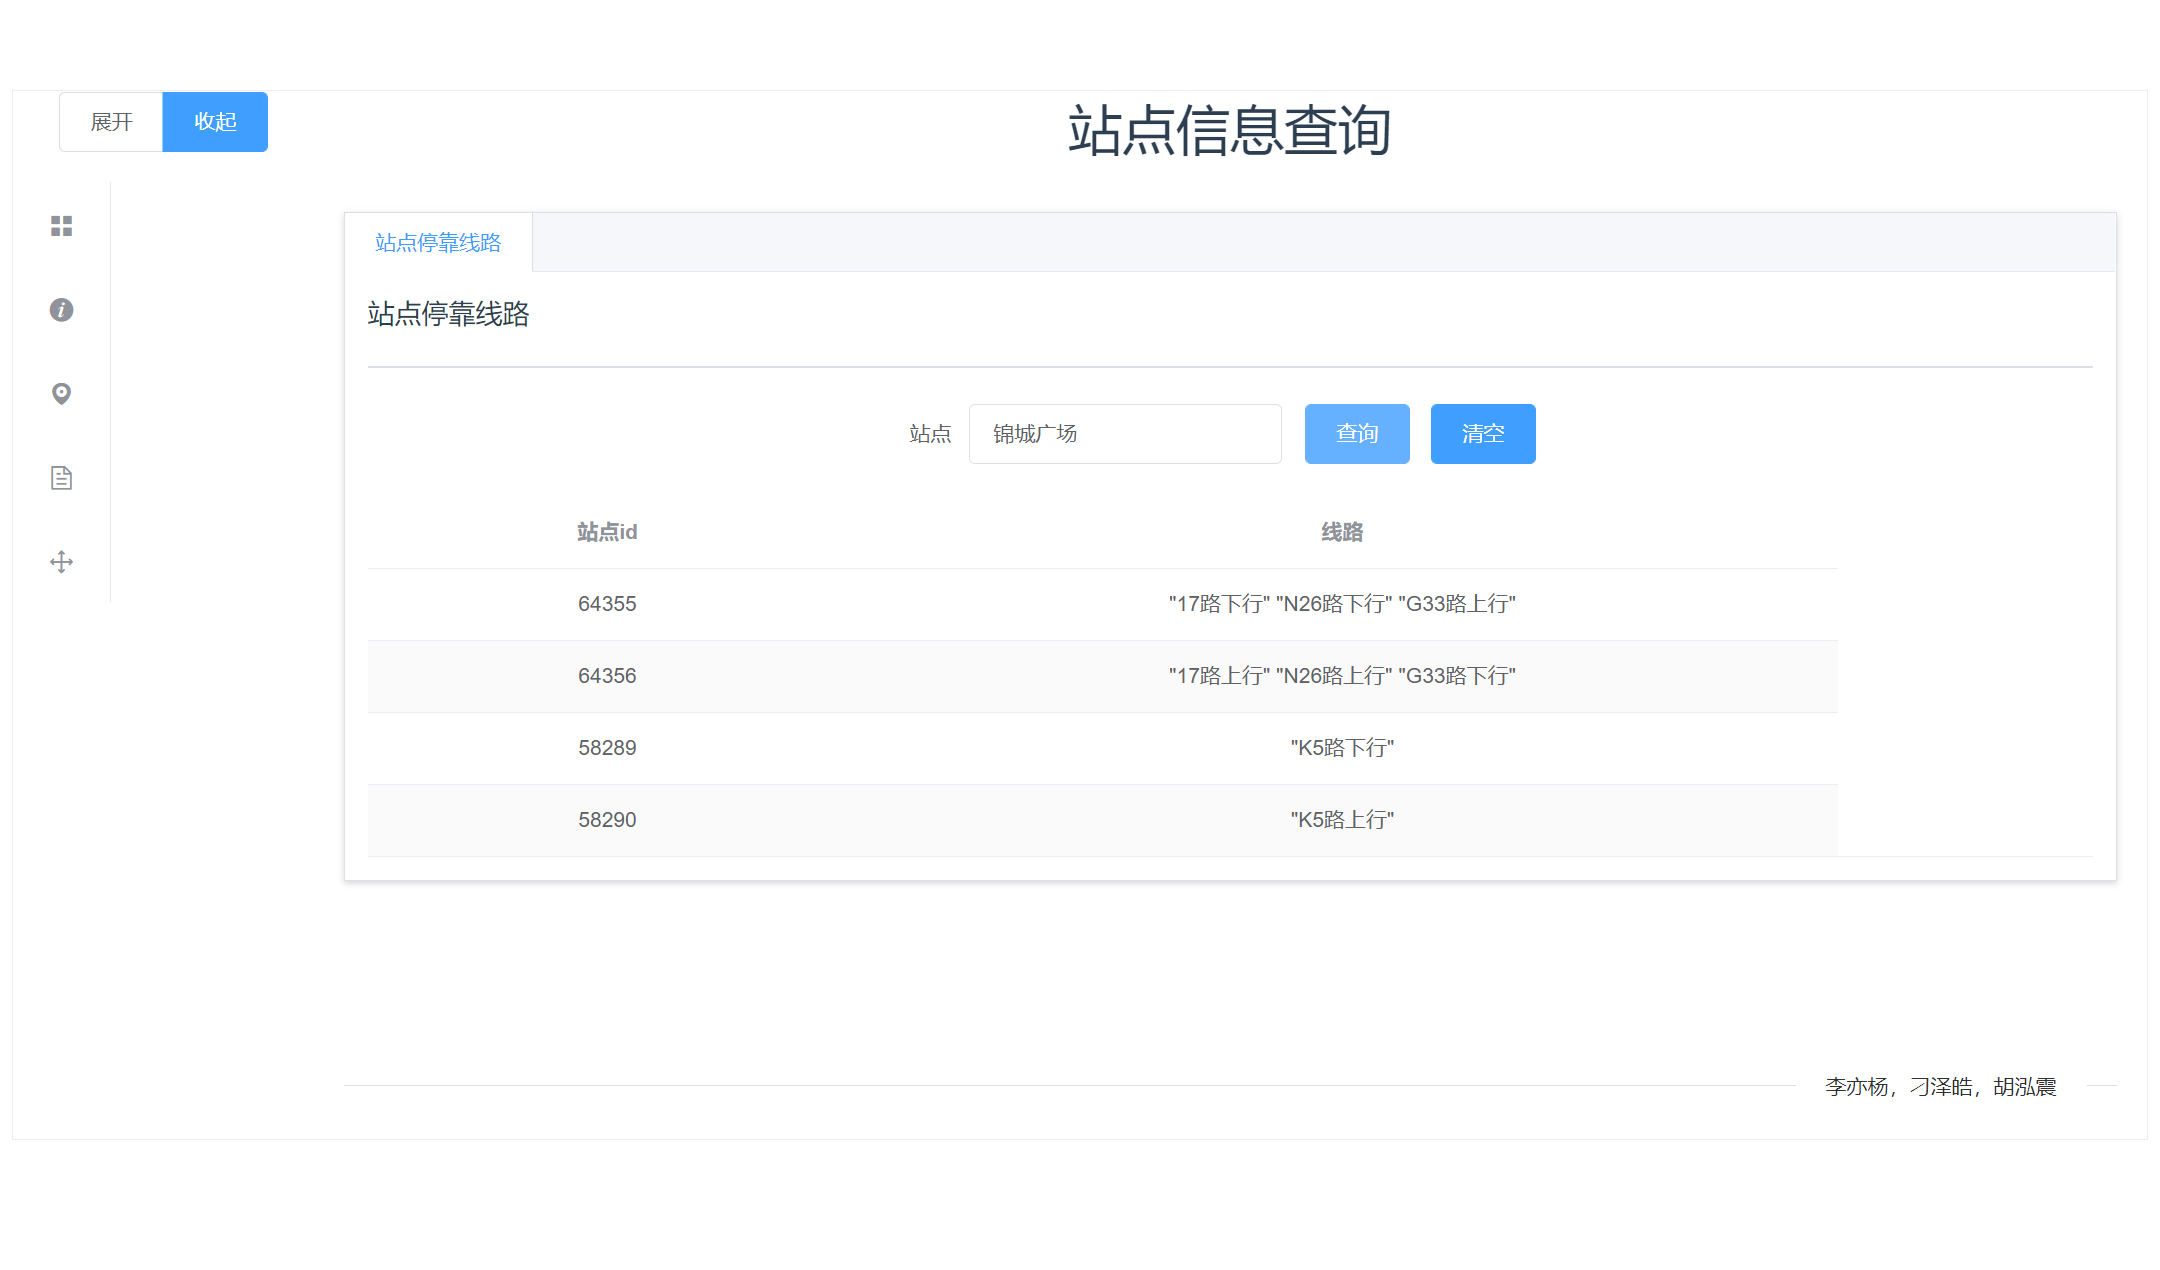 展开 收起
站点信息查询
站点停靠线路
站点停靠线路
站点 锦城广场 查询 清空
站点id 线路
64355 "17路下行" "N26路下行" "G33路上行"
64356 "17路上行" "N26路上行" "G33路下行"
58289 "K5路下行"
58290 "K5路上行"
李亦杨，刁泽皓，胡泓震